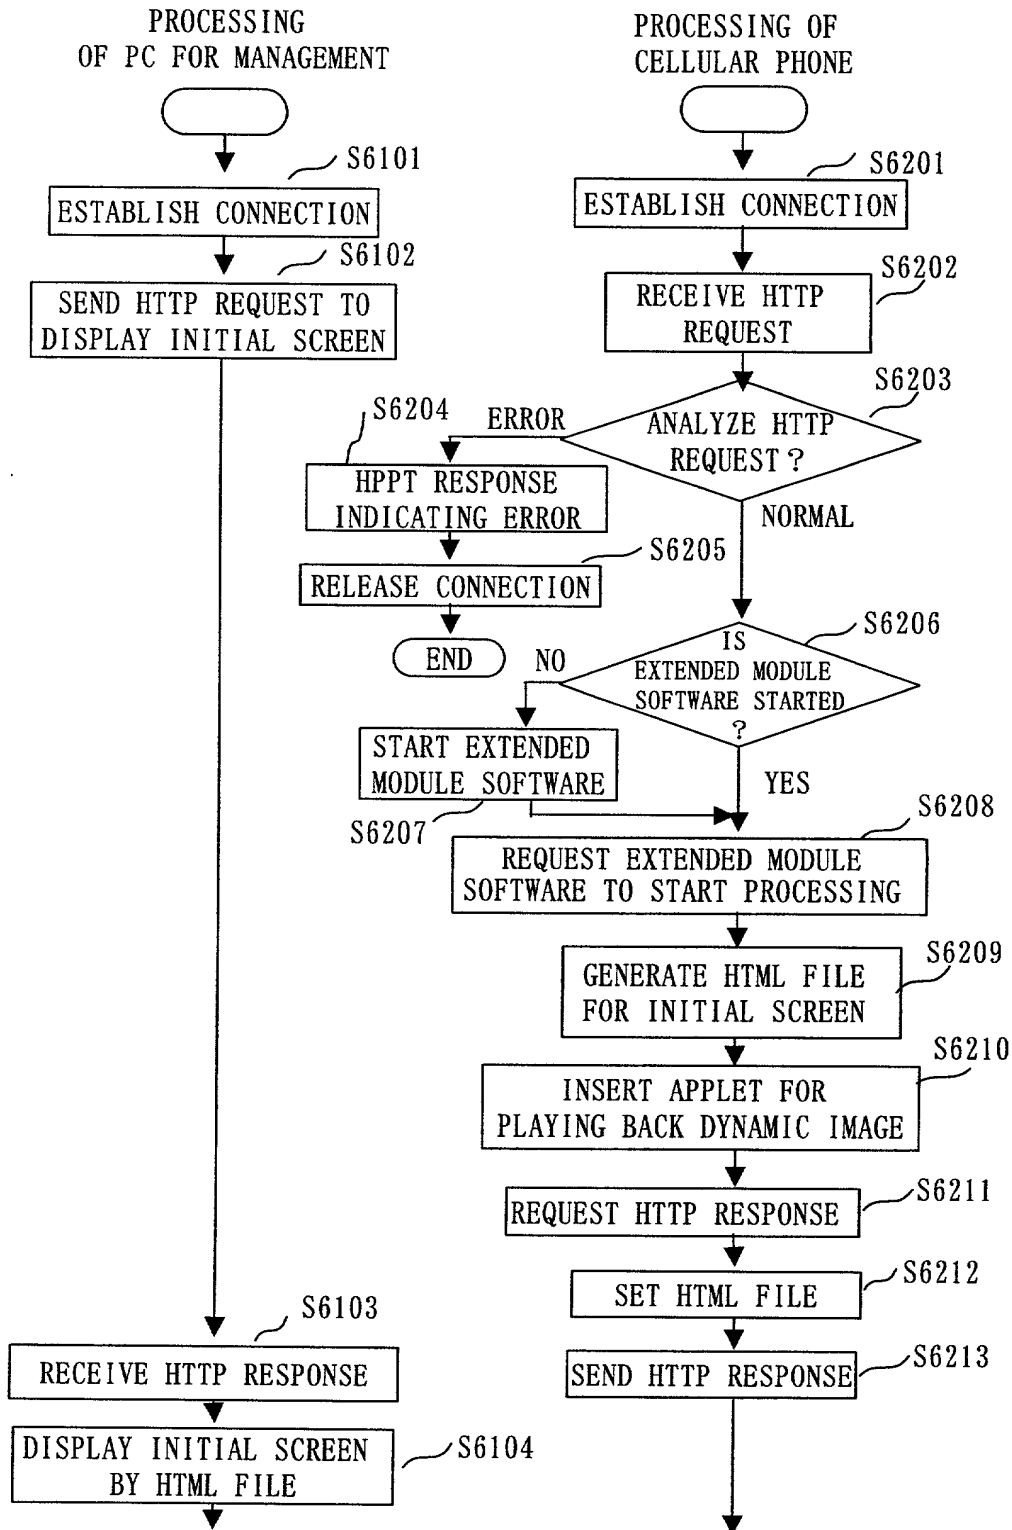 PROCESSING
OF PC FOR MANAGEMENT
S6101
ESTABLISH CONNECTION
S6102
SEND HTTP REQUEST TO
DISPLAY INITIAL SCREEN
S6103
RECEIVE HTTP RESPONSE
DISPLAY INITIAL SCREEN
BY HTML FILE
S6104
PROCESSING OF
CELLULAR PHONE
S6201
ESTABLISH CONNECTION
S6202
RECEIVE HTTP
REQUEST
S6203
ANALYZE HTTP
REQUEST?
ERROR
S6204
HPPT RESPONSE
INDICATING ERROR
S6205
RELEASE CONNECTION
END
NORMAL
S6206
IS
EXTENDED MODULE
SOFTWARE STARTED
?
NO
START EXTENDED
MODULE SOFTWARE
S6207
YES
S6208
REQUEST EXTENDED MODULE
SOFTWARE TO START PROCESSING
S6209
GENERATE HTML FILE
FOR INITIAL SCREEN
S6210
INSERT APPLET FOR
PLAYING BACK DYNAMIC IMAGE
S6211
REQUEST HTTP RESPONSE
S6212
SET HTML FILE
S6213
SEND HTTP RESPONSE